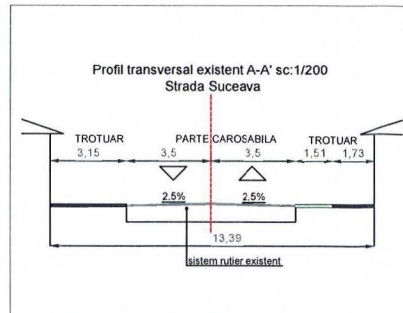 Profil transversal existent A-A' sc:1/200
Strada Suceava
TROTUAR PARTE CAROSABILA TROTUAR
3,15 3,5 3,5 1,51 1,73
2.5% 2.5%
13,39
sistem rutier existent